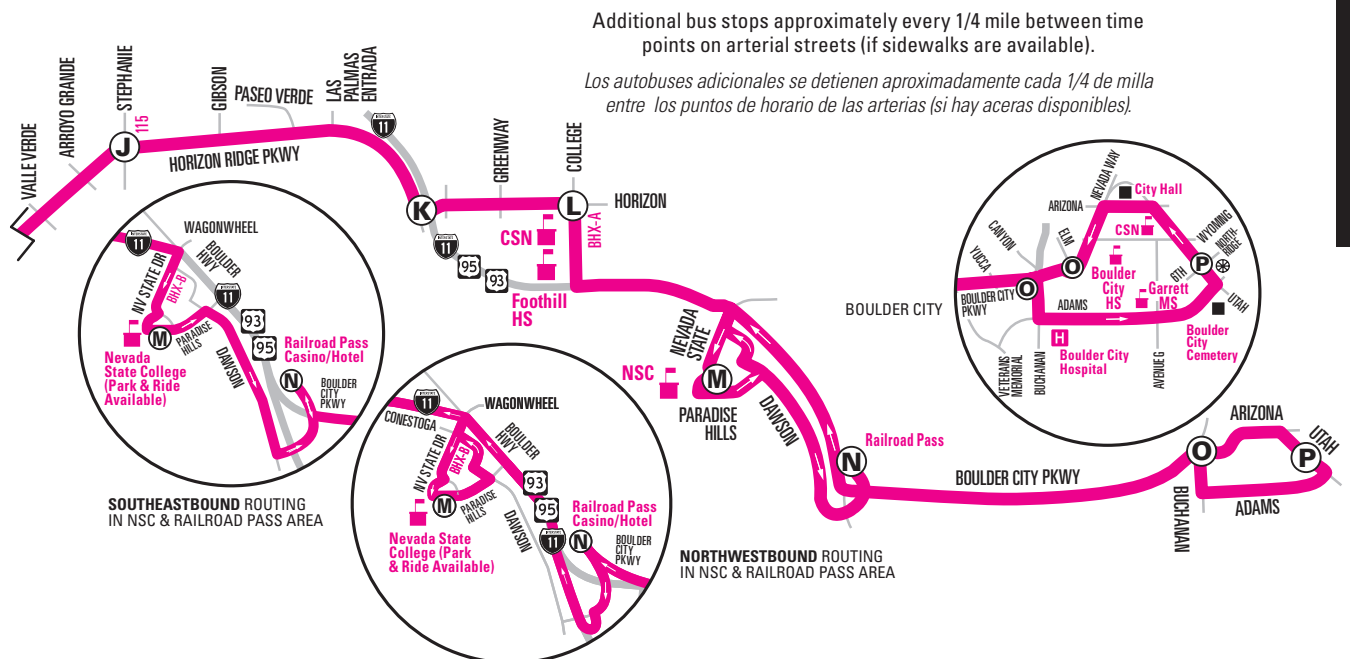 Additional bus stops approximately every 1/4 mile between time
points on arterial streets (if sidewalks are available).
Los autobuses adicionales se detienen aproximadamente cada 1/4 de milla
entre los puntos de horario de las arterias (si hay aceras disponibles).
VALLE VERDE
ARROYO GRANDE
STEPHANIE
J
115
GIBSON
PASEO VERDE
LAS
PALMAS
ENTRADA
INTERSTATE
11
HORIZON RIDGE PKWY
K
GREENWAY
COLLEGE
L
HORIZON
BHX-A
CSN
11
95
93
Foothill
HS
NEVADA
STATE
NSC
M
PARADISE
HILLS
DAWSON
N
Railroad Pass
BOULDER CITY PKWY
O
ARIZONA
UTAH
P
ADAMS
BUCHANAN
INTERSTATE
11
WAGONWHEEL
BOULDER
HWY
NV STATE DR
BHX-B
11
93
95
M
PARADISE
HILLS
DAWSON
Nevada
State College
(Park & Ride
Available)
Railroad Pass
Casino/Hotel
N
BOULDER
CITY
PKWY
SOUTHEASTBOUND ROUTING
IN NSC & RAILROAD PASS AREA
11
WAGONWHEEL
CONESTOGA
BOULDER
HWY
NV STATE DR
BHX-B
93
95
11
M
PARADISE
HILLS
DAWSON
Nevada State
College (Park
& Ride Available)
Railroad Pass
Casino/Hotel
N
BOULDER
CITY
PKWY
NORTHWESTBOUND ROUTING
IN NSC & RAILROAD PASS AREA
BOULDER CITY
NEVADA WAY
City Hall
ARIZONA
CANYON
ELM
CSN
WYOMING
NORTH-
RIDGE
YUCCA
O
O
P
6TH
BOULDER CITY
PKWY
Boulder
City
HS
Garrett
MS
UTAH
ADAMS
H
Boulder City
Hospital
Boulder
City
Cemetery
VETERANS
MEMORIAL
BUCHANAN
AVENUE G